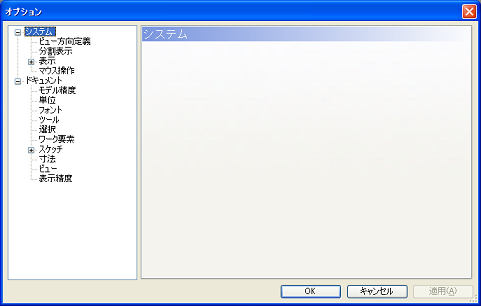 オプション
システム
ビュー方向定義
分割表示
表示
マウス操作
ドキュメント
モデル精度
単位
フォント
ツール
選択
ワーク要素
スケッチ
寸法
ビュー
表示精度
システム
OK
キャンセル
適用(A)